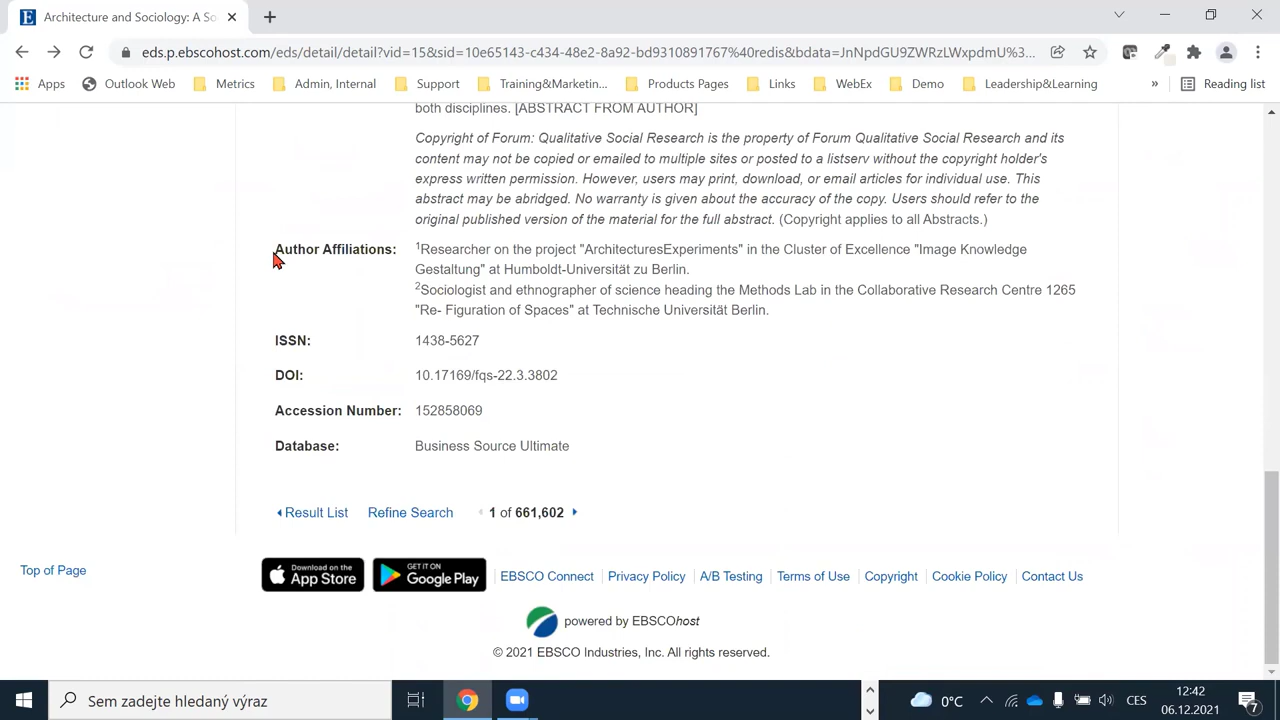 Architecture and Sociology: A So
eds.p.ebscohost.com/eds/detail/detail?vid=15&sid=10e65143-c434-48e2-8a92-bd9310891767%40redis&bdata=JnNpdGU9ZWRzLWxpdmU%3...
Apps Outlook Web Metrics Admin, Internal Support Training&Marketin... Products Pages Links WebEx Demo Leadership&Learning » Reading list
both disciplines. [ABSTRACT FROM AUTHOR]
Copyright of Forum: Qualitative Social Research is the property of Forum Qualitative Social Research and its
content may not be copied or emailed to multiple sites or posted to a listserv without the copyright holder's
express written permission. However, users may print, download, or email articles for individual use. This
abstract may be abridged. No warranty is given about the accuracy of the copy. Users should refer to the
original published version of the material for the full abstract. (Copyright applies to all Abstracts.)
Author Affiliations: 1Researcher on the project "ArchitecturesExperiments" in the Cluster of Excellence "Image Knowledge
Gestaltung" at Humboldt-Universität zu Berlin.
2Sociologist and ethnographer of science heading the Methods Lab in the Collaborative Research Centre 1265
"Re- Figuration of Spaces" at Technische Universität Berlin.
ISSN: 1438-5627
DOI: 10.17169/fqs-22.3.3802
Accession Number: 152858069
Database: Business Source Ultimate
Result List Refine Search 1 of 661,602
Top of Page
Download on the App Store GET IT ON Google Play EBSCO Connect Privacy Policy A/B Testing Terms of Use Copyright Cookie Policy Contact Us
powered by EBSCOhost
© 2021 EBSCO Industries, Inc. All rights reserved.
Sem zadejte hledaný výraz 0°C CES 12:42
06.12.2021 7